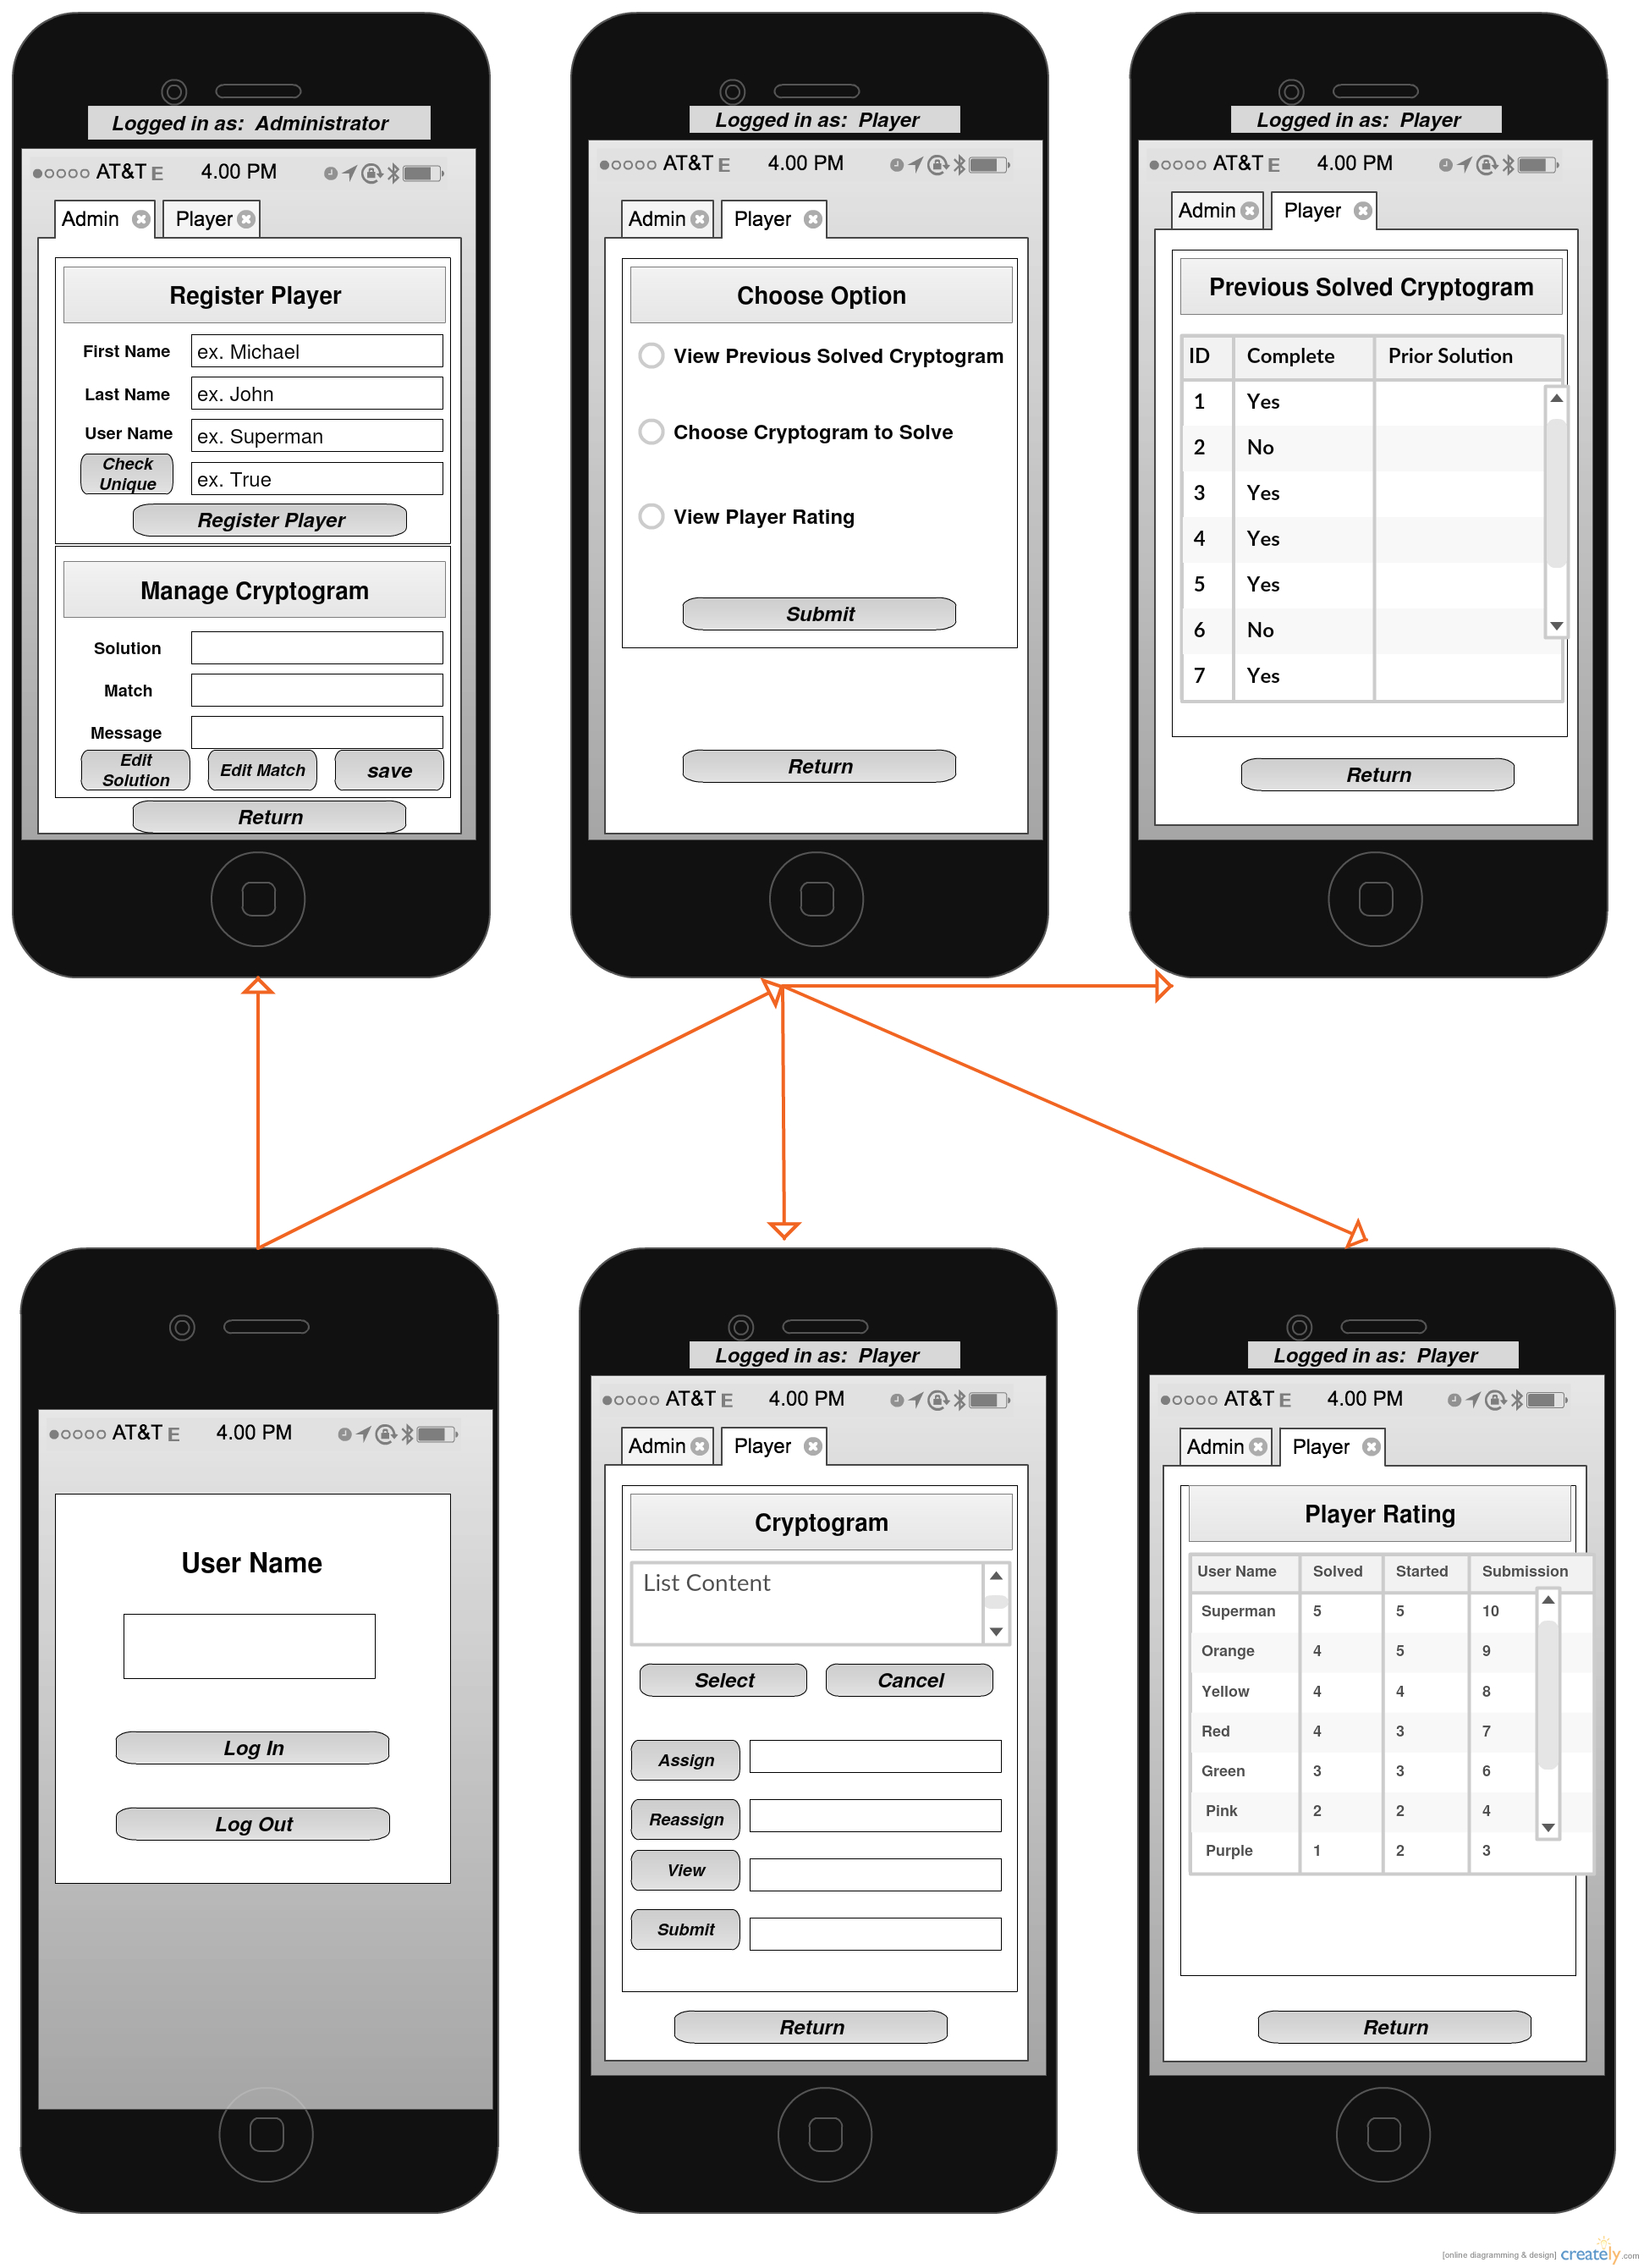 Logged in as: Administrator
AT&T E 4.00 PM
Admin Player
Register Player
First Name ex. Michael
Last Name ex. John
User Name ex. Superman
Check
Unique
ex. True
Register Player
Manage Cryptogram
Solution
Match
Message
Edit
Solution
Edit Match
save
Return
Logged in as: Player
AT&T E 4.00 PM
Admin Player
Choose Option
View Previous Solved Cryptogram
Choose Cryptogram to Solve
View Player Rating
Submit
Return
Logged in as: Player
AT&T E 4.00 PM
Admin Player
Previous Solved Cryptogram
ID Complete Prior Solution
1 Yes
2 No
3 Yes
4 Yes
5 Yes
6 No
7 Yes
Return
AT&T E 4.00 PM
User Name
Log In
Log Out
Logged in as: Player
AT&T E 4.00 PM
Admin Player
Cryptogram
List Content
Select Cancel
Assign
Reassign
View
Submit
Return
Logged in as: Player
AT&T E 4.00 PM
Admin Player
Player Rating
User Name Solved Started Submission
Superman 5 5 10
Orange 4 5 9
Yellow 4 4 8
Red 4 3 7
Green 3 3 6
Pink 2 2 4
Purple 1 2 3
Return
[online diagramming & design] creately.com